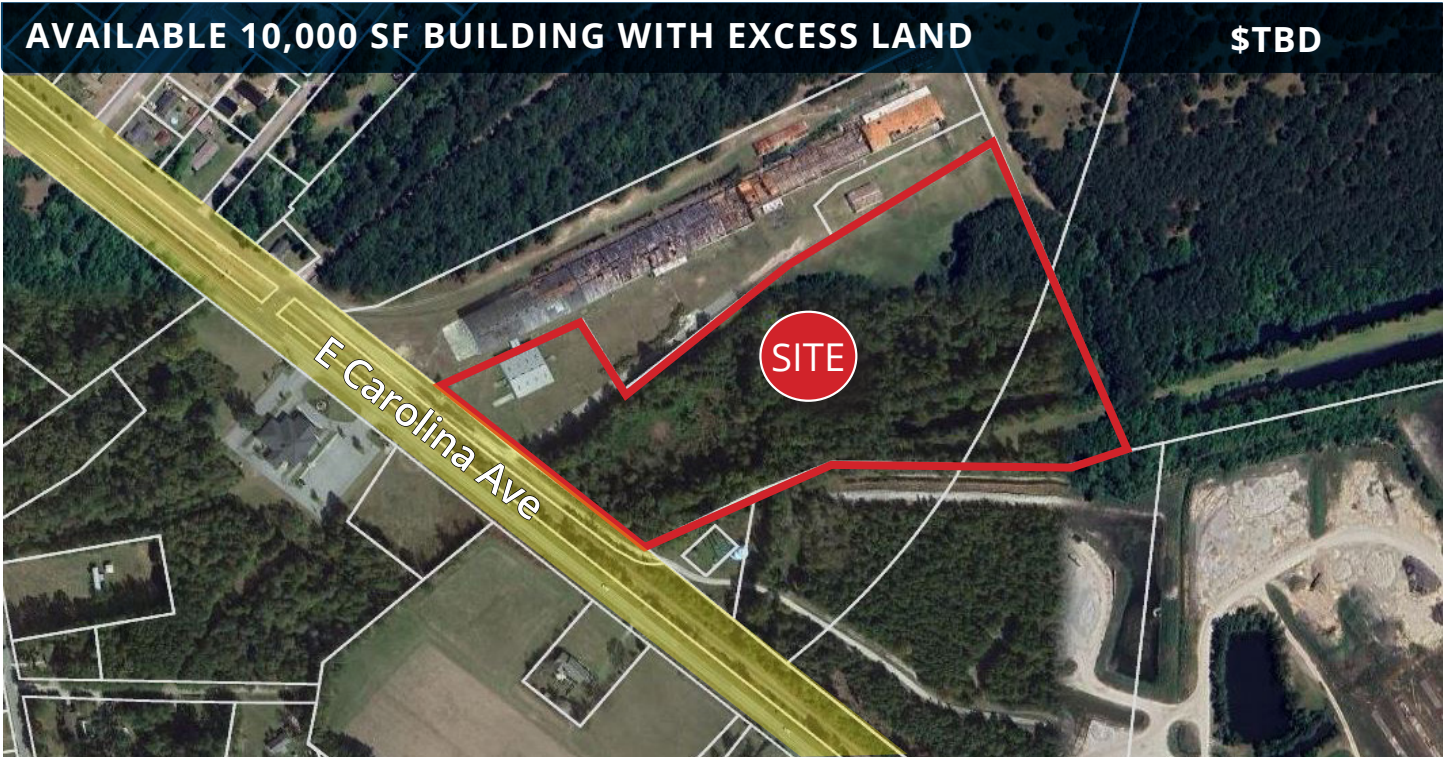 AVAILABLE 10,000 SF BUILDING WITH EXCESS LAND
$TBD
SITE
E Carolina Ave